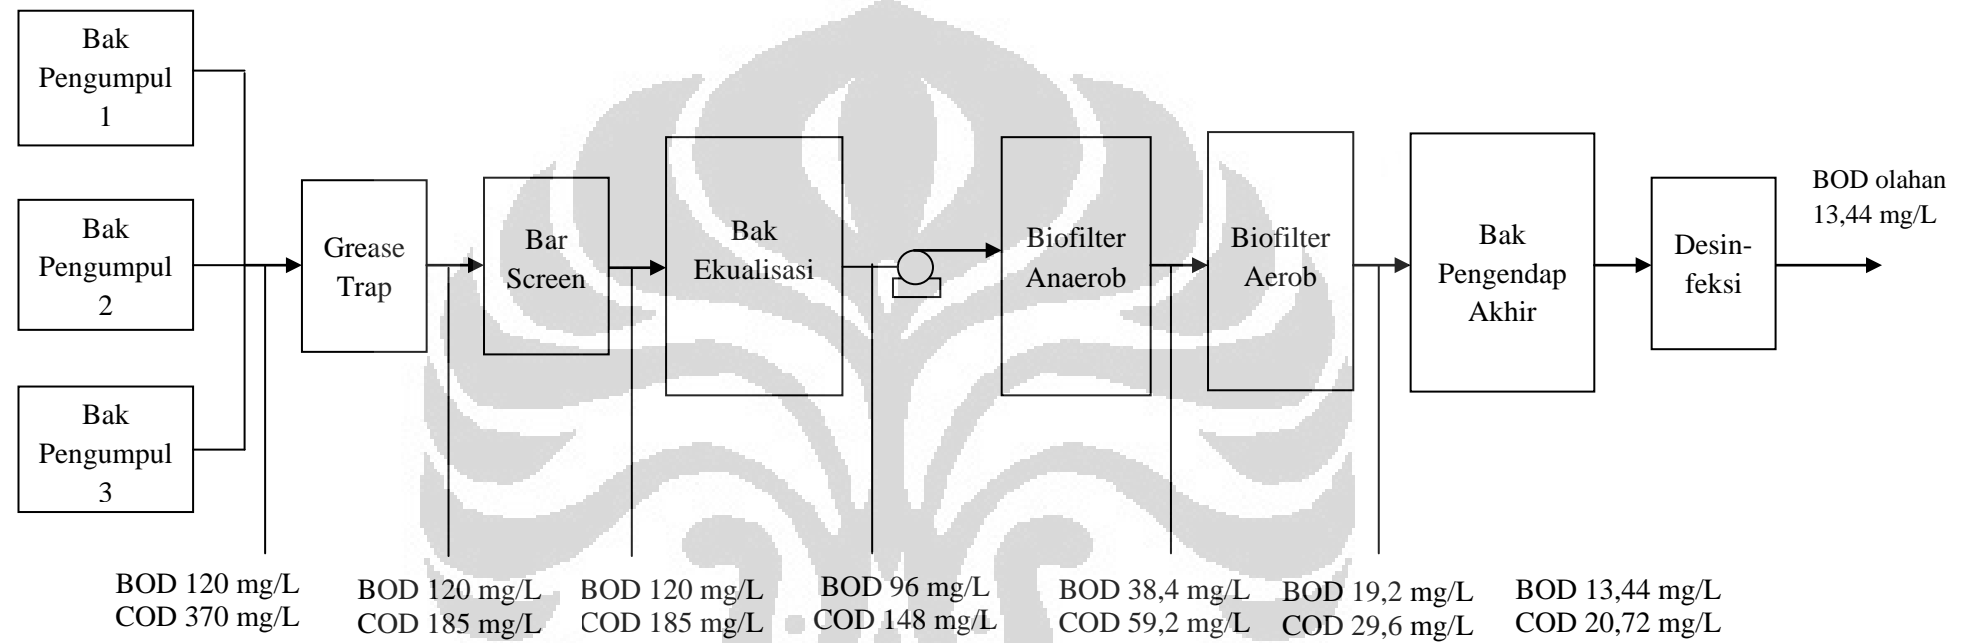 Bak
Pengumpul
1
Bak
Pengumpul
2
Bak
Pengumpul
3
Grease
Trap
Bar
Screen
Bak
Ekualisasi
Biofilter
Anaerob
Biofilter
Aerob
Bak
Pengendap
Akhir
Desin-
feksi
BOD olahan
13,44 mg/L
BOD 120 mg/L
COD 370 mg/L
BOD 120 mg/L
COD 185 mg/L
BOD 120 mg/L
COD 185 mg/L
BOD 96 mg/L
COD 148 mg/L
BOD 38,4 mg/L
COD 59,2 mg/L
BOD 19,2 mg/L
COD 29,6 mg/L
BOD 13,44 mg/L
COD 20,72 mg/L